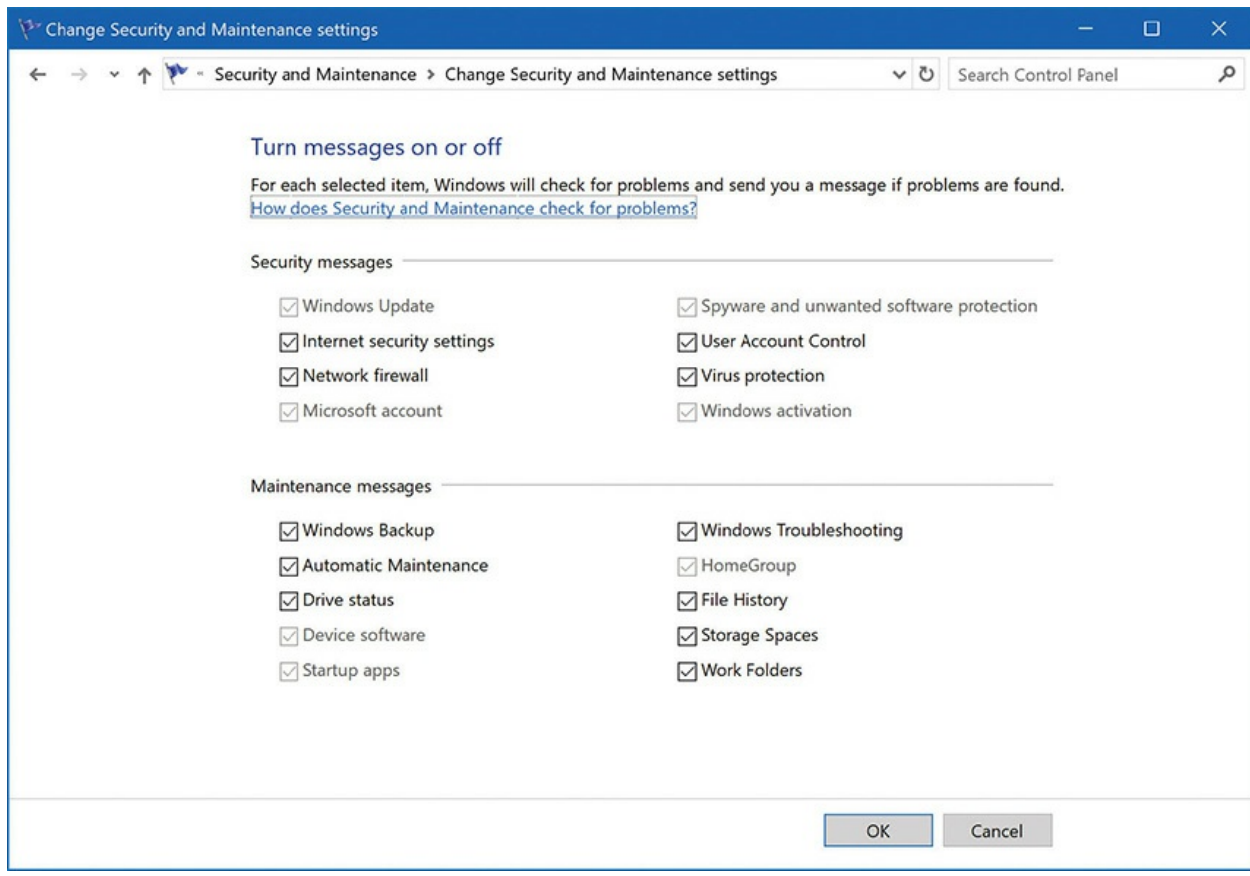 Change Security and Maintenance settings
« Security and Maintenance > Change Security and Maintenance settings
Search Control Panel
Turn messages on or off
For each selected item, Windows will check for problems and send you a message if problems are found.
How does Security and Maintenance check for problems?
Security messages
Windows Update
Spyware and unwanted software protection
Internet security settings
User Account Control
Network firewall
Virus protection
Microsoft account
Windows activation
Maintenance messages
Windows Backup
Windows Troubleshooting
Automatic Maintenance
HomeGroup
Drive status
File History
Device software
Storage Spaces
Startup apps
Work Folders
OK
Cancel